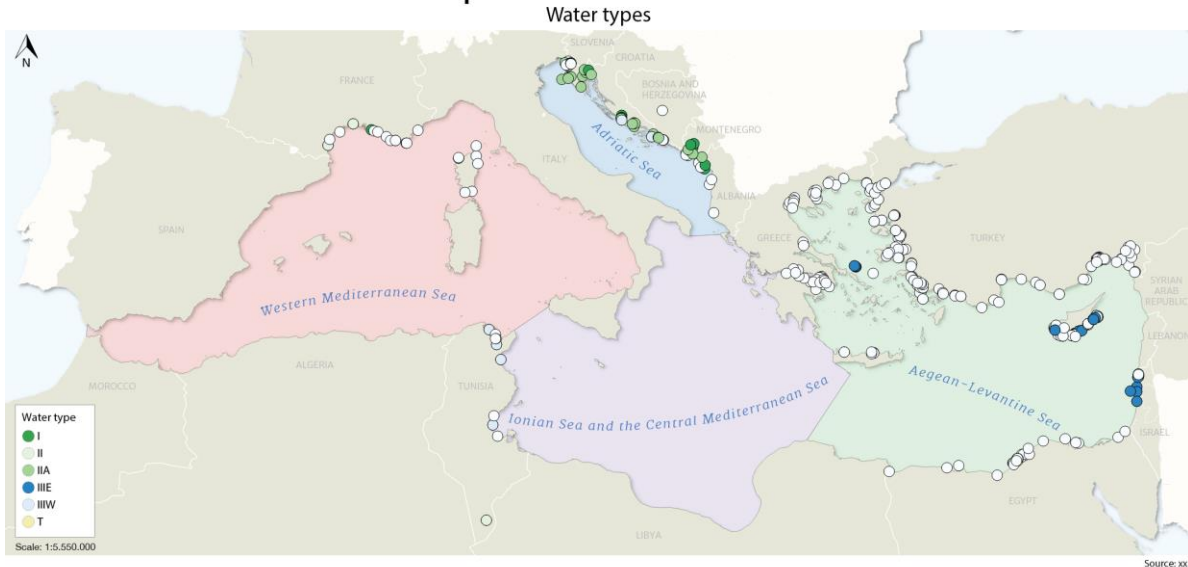 Water types
N
SLOVENIA
CROATIA
BOSNIA AND
HERZEGOVINA
FRANCE
MONTENEGRO
Adriatic Sea
ITALY
ALBANIA
SPAIN
GREECE
TURKEY
SYRIAN
ARAB
REPUBLIC
Western Mediterranean Sea
LEBANON
ALGERIA
TUNISIA
MOROCCO
Aegean-Levantine Sea
Ionian Sea and the Central Mediterranean Sea
ISRAEL
EGYPT
LIBYA
Water type
I
II
IIA
IIIE
IIIW
T
Scale: 1:5.550.000
Source: xx